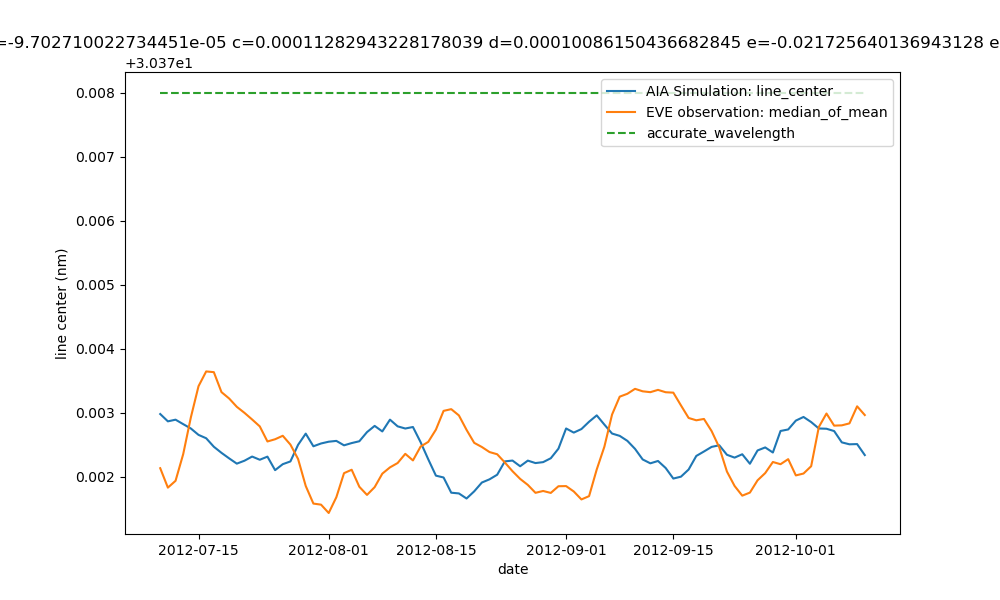 =-9.702710022734451e-05 c=0.00011282943228178039 d=0.00010086150436682845 e=-0.021725640136943128 e
+3.037e1
0.008
0.007
0.006
0.005
0.004
0.003
0.002
line center (nm)
AIA Simulation: line_center
EVE observation: median_of_mean
accurate_wavelength
2012-07-15
2012-08-01
2012-08-15
2012-09-01
2012-09-15
2012-10-01
date